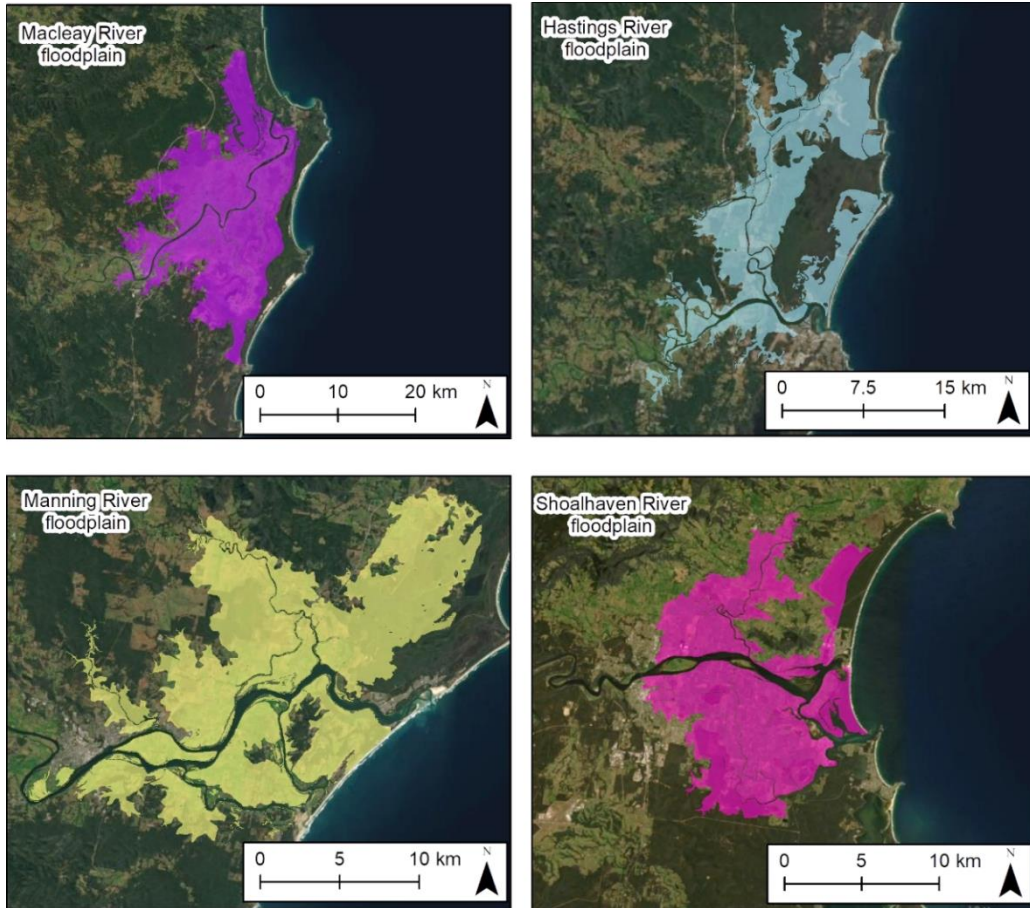 Macleay River
floodplain
N
0 10 20 km
Hastings River
floodplain
N
0 7.5 15 km
Manning River
floodplain
N
0 5 10 km
Shoalhaven River
floodplain
N
0 5 10 km